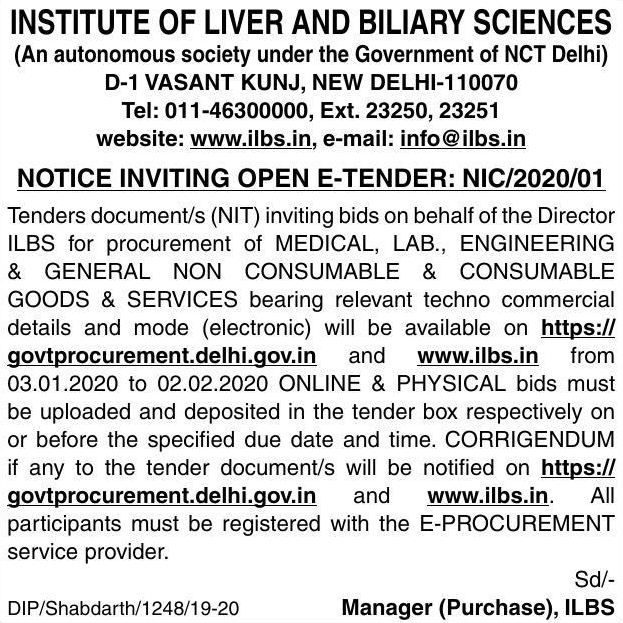 INSTITUTE OF LIVER AND BILIARY SCIENCES
(An autonomous society under the Government of NCT Delhi)
D-1 VASANT KUNJ, NEW DELHI-110070
Tel: 011-46300000, Ext. 23250, 23251
website: www.ilbs.in, e-mail: info@ilbs.in
NOTICE INVITING OPEN E-TENDER: NIC/2020/01
Tenders document/s (NIT) inviting bids on behalf of the Director
ILBS for procurement of MEDICAL, LAB., ENGINEERING
& GENERAL NON CONSUMABLE & CONSUMABLE
GOODS & SERVICES bearing relevant techno commercial
details and mode (electronic) will be available on https://
govtprocurement.delhi.gov.in and www.ilbs.in from
03.01.2020 to 02.02.2020 ONLINE & PHYSICAL bids must
be uploaded and deposited in the tender box respectively on
or before the specified due date and time. CORRIGENDUM
if any to the tender document/s will be notified on https://
govtprocurement.delhi.gov.in and www.ilbs.in. All
participants must be registered with the E-PROCUREMENT
service provider.
Sd/-
DIP/Shabdarth/1248/19-20 Manager (Purchase), ILBS